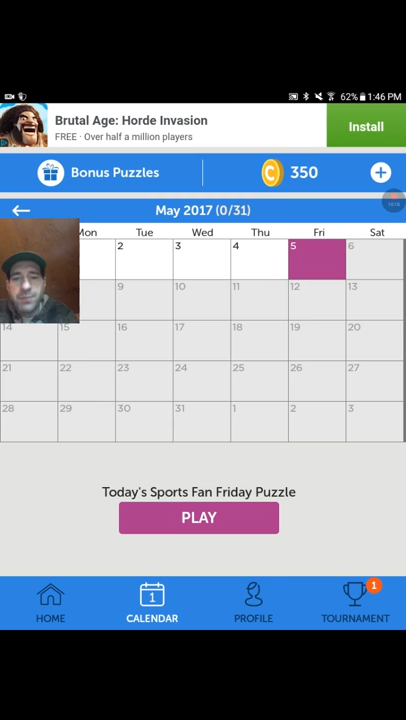 62% 1:46 PM
Brutal Age: Horde Invasion
FREE · Over half a million players
Install
Bonus Puzzles
C 350 +
May 2017 (0/31)
Mon Tue Wed Thu Fri Sat
2 3 4 5 6
9 10 11 12 13
14 15 16 17 18 19 20
21 22 23 24 25 26 27
28 29 30 31 1 2 3
Today's Sports Fan Friday Puzzle
PLAY
1 1
HOME CALENDAR PROFILE TOURNAMENT